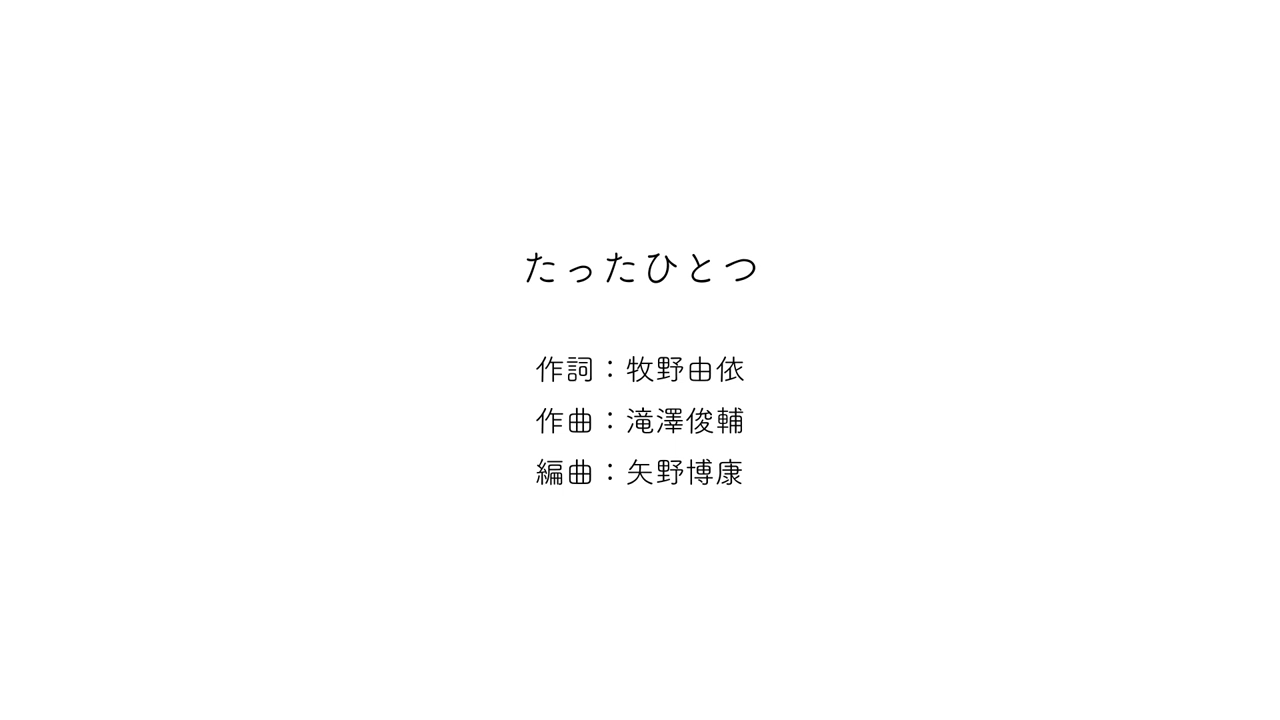 たったひとつ
作詞：牧野由依
作曲：滝澤俊輔
編曲：矢野博康